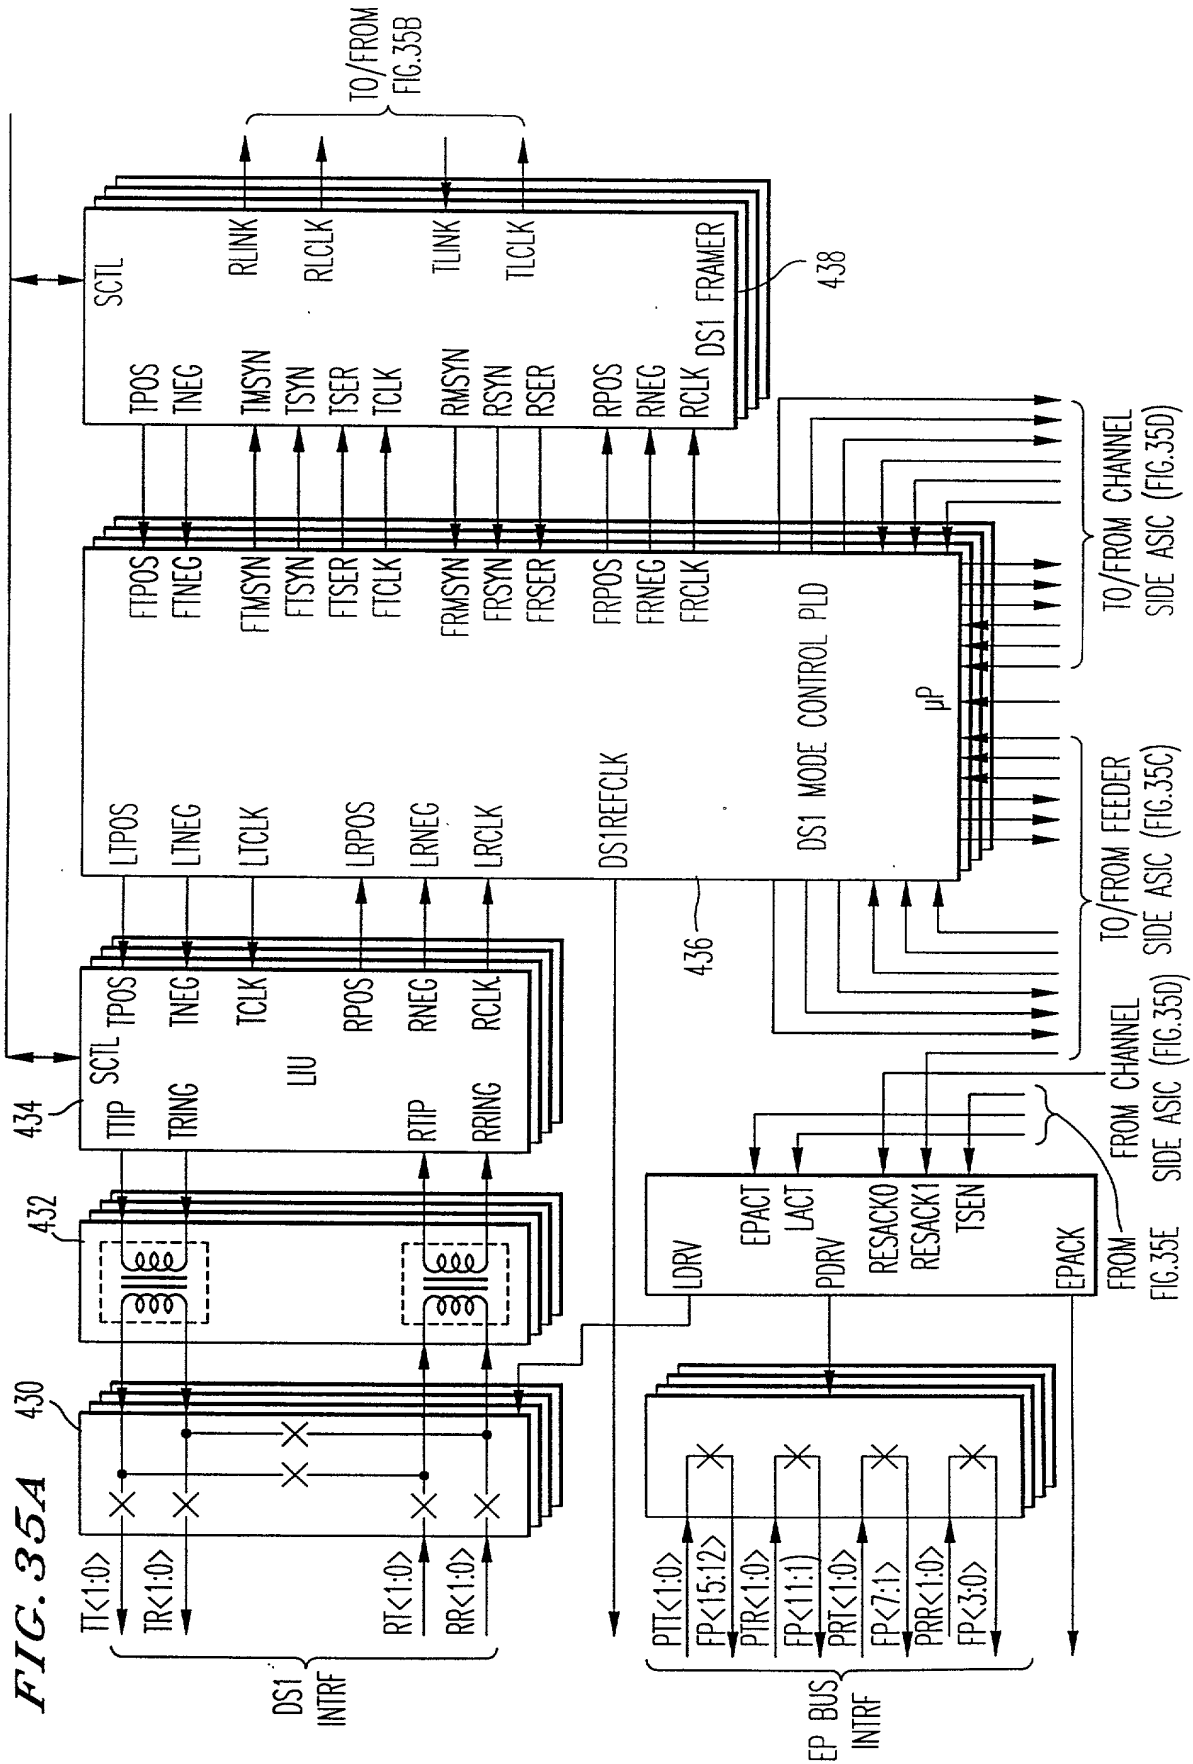 FIG. 35A
TT<1:0>
TR<1:0>
RT<1:0>
RR<1:0>
DS1
INTRF
430
432
434
SCTL
TTIP
TRING
RTIP
RRING
LIU
TPOS
TNEG
TCLK
RPOS
RNEG
RCLK
LTPOS
LTNEG
LTCLK
LRPOS
LRNEG
LRCLK
DS1REFCLK
436
DS1 MODE CONTROL PLD
µP
FTPOS
FTNEG
FTMSYN
FTSYN
FTSER
FTCLK
FRMSYN
FRSYN
FRSER
FRPOS
FRNEG
FRCLK
TPOS
TNEG
TMSYN
TSYN
TSER
TCLK
RMSYN
RSYN
RSER
RPOS
RNEG
RCLK
SCTL
RLINK
RLCLK
TLINK
TLCLK
DS1 FRAMER
438
TO/FROM
FIG.35B
PTT<1:0>
FP<15:12>
PTR<1:0>
FP<11:1)
PRT<1:0>
FP<7:1>
PRR<1:0>
FP<3:0>
EP BUS
INTRF
LDRV
PDRV
EPACK
EPACT
LACT
RESACK0
RESACK1
TSEN
FROM
FIG.35E
FROM CHANNEL
SIDE ASIC (FIG.35D)
TO/FROM FEEDER
SIDE ASIC (FIG.35C)
TO/FROM CHANNEL
SIDE ASIC (FIG.35D)